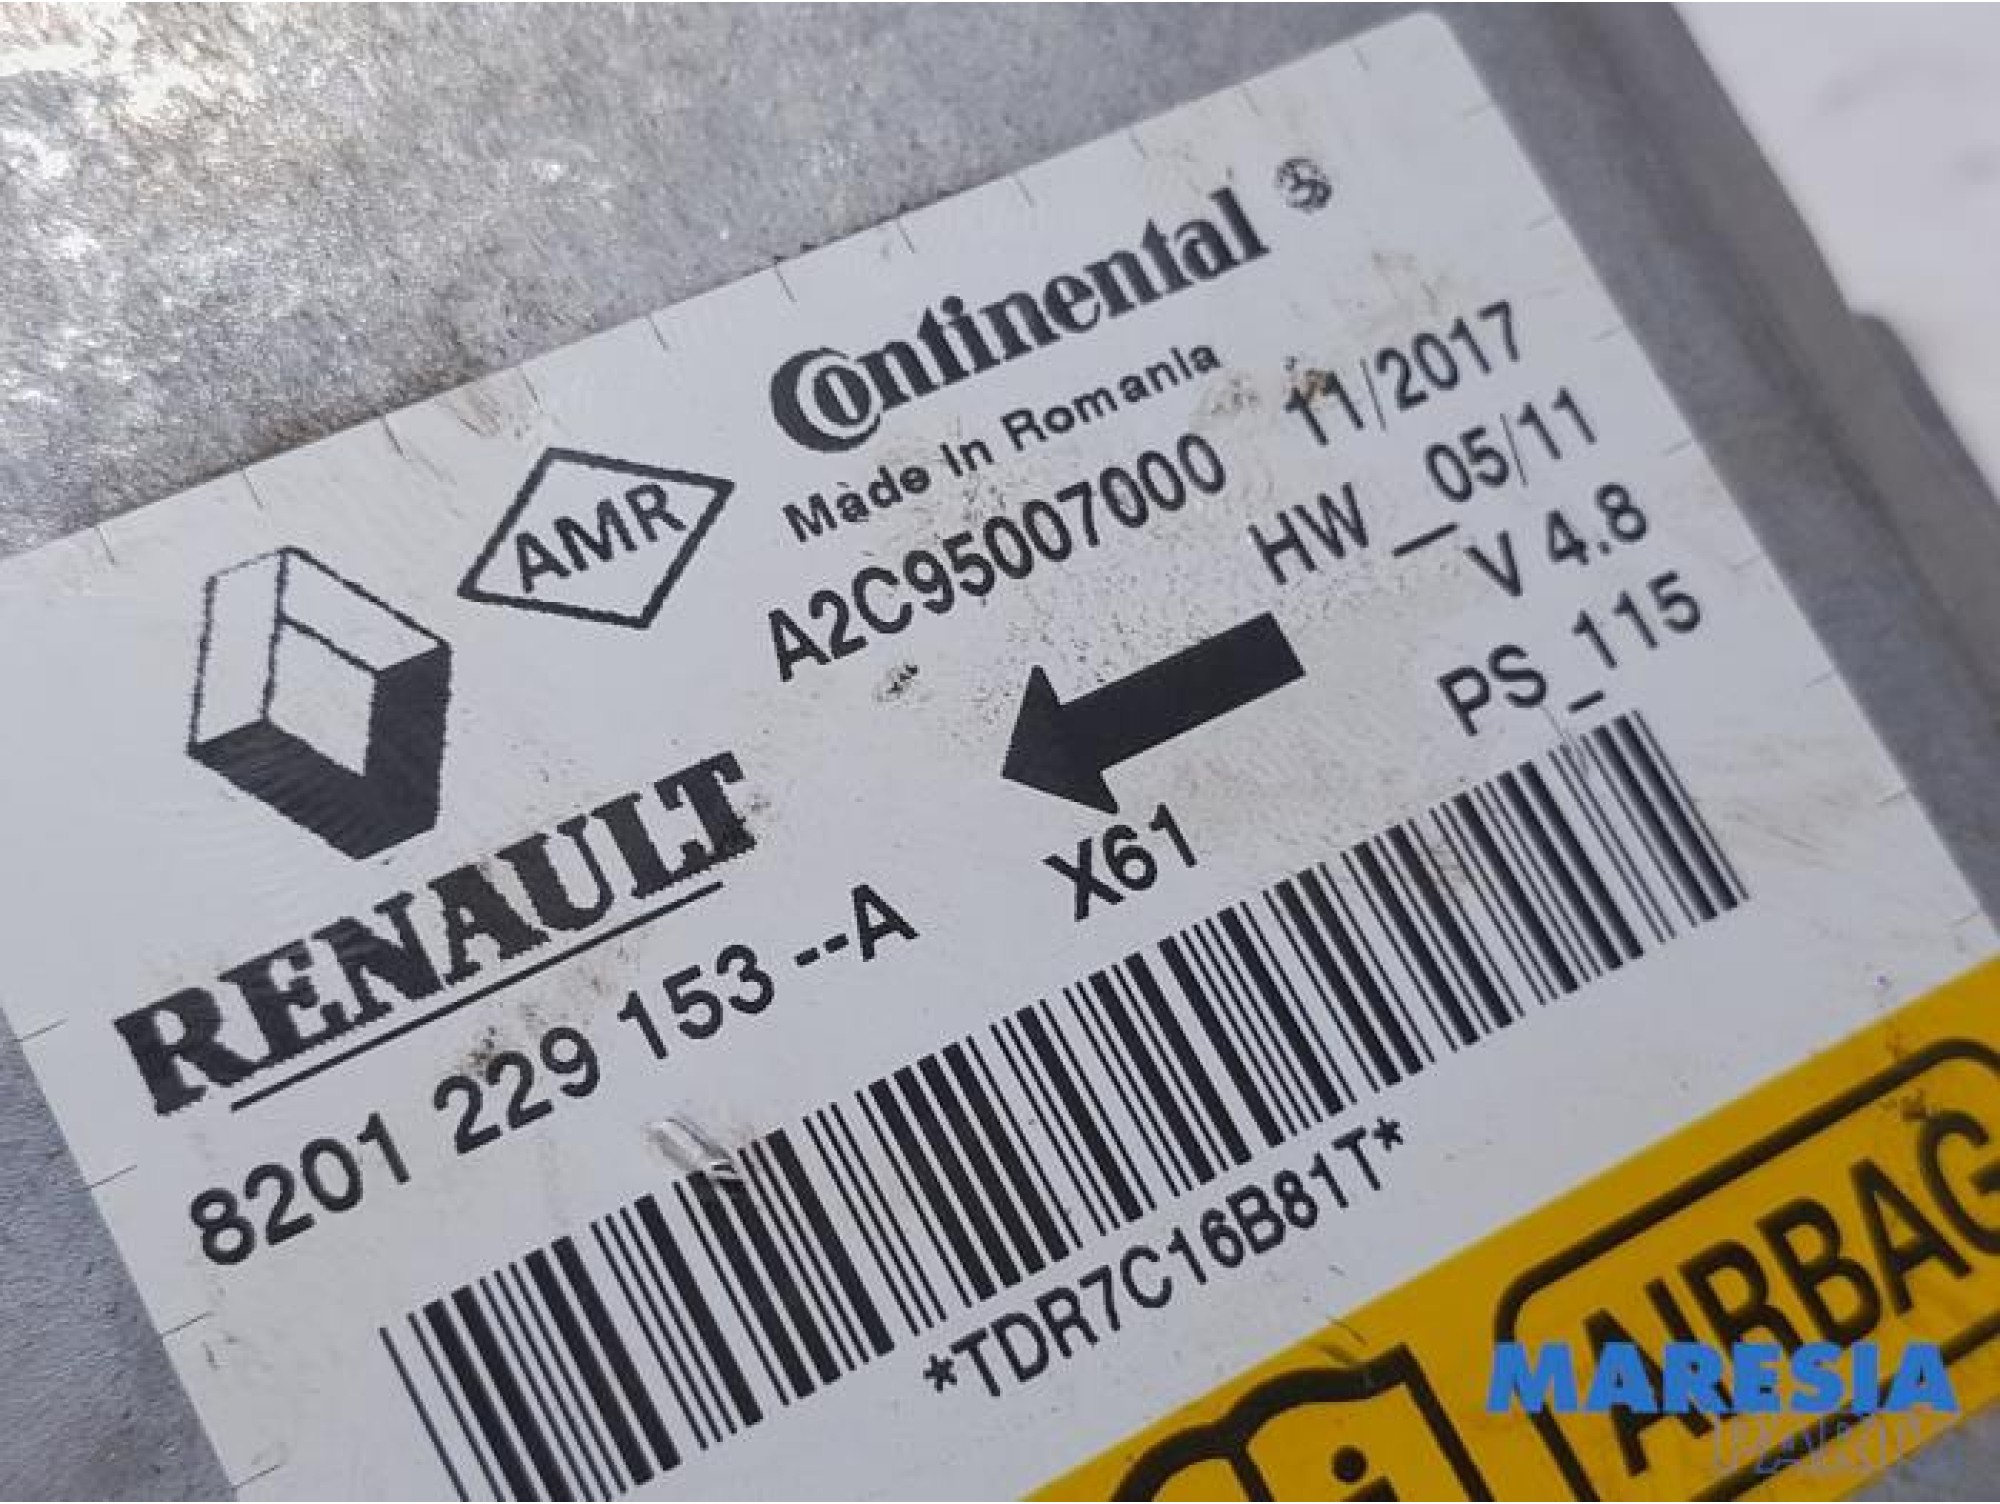 Continental
Made In Romania
AMR
A2C95007000 11/2017
HW_05/11
V 4.8
PS_115
RENAULT
X61
8201 229 153 --A
*TDR7C16B81T*
AIRBAG
i
MARESIA
PARTS